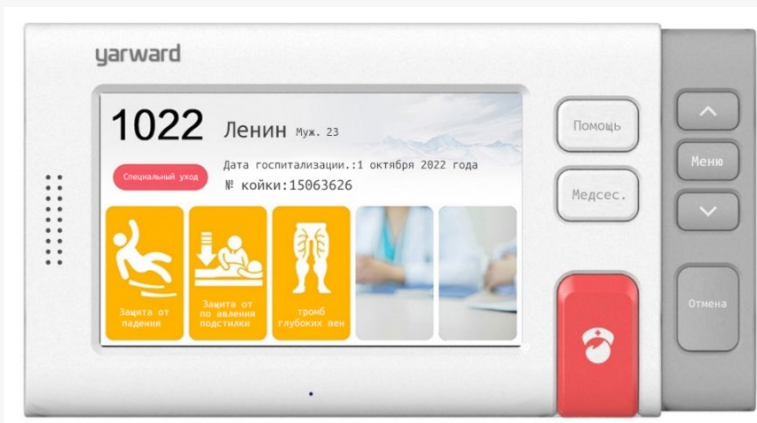 yarward
1022 Ленин Муж. 23
Специальный уход
Дата госпитализации.:1 октября 2022 года
№ койки:15063626
Защита от
падения
Защита от
по авлении
подстилки
тромб
глубоких вен
Помощь
Медсес.
Меню
Отмена